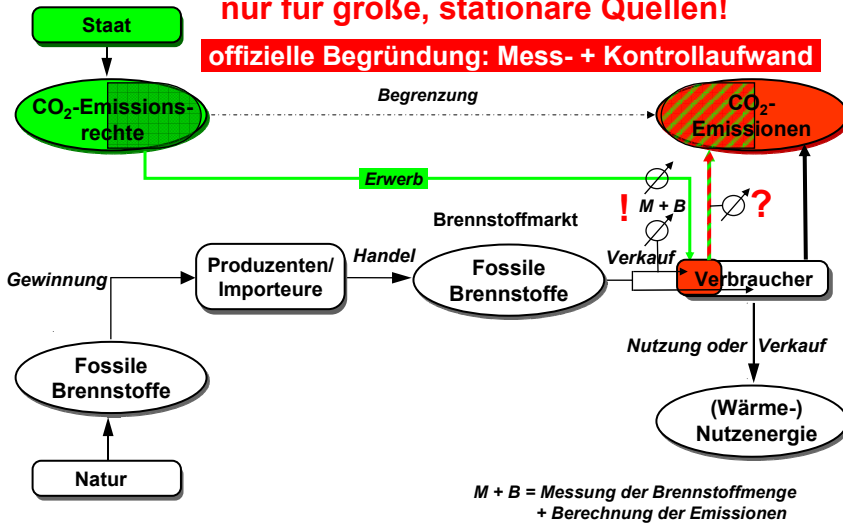 nur für große, stationäre Quellen!
Staat
offizielle Begründung: Mess- + Kontrollaufwand
CO2-Emissions-
rechte
Begrenzung
CO2-
Emissionen
Erwerb
! M + B
?
Brennstoffmarkt
Gewinnung
Produzenten/
Importeure
Handel
Fossile
Brennstoffe
Verkauf
Verbraucher
Fossile
Brennstoffe
Nutzung oder Verkauf
(Wärme-)
Nutzenergie
Natur
M + B = Messung der Brennstoffmenge
+ Berechnung der Emissionen